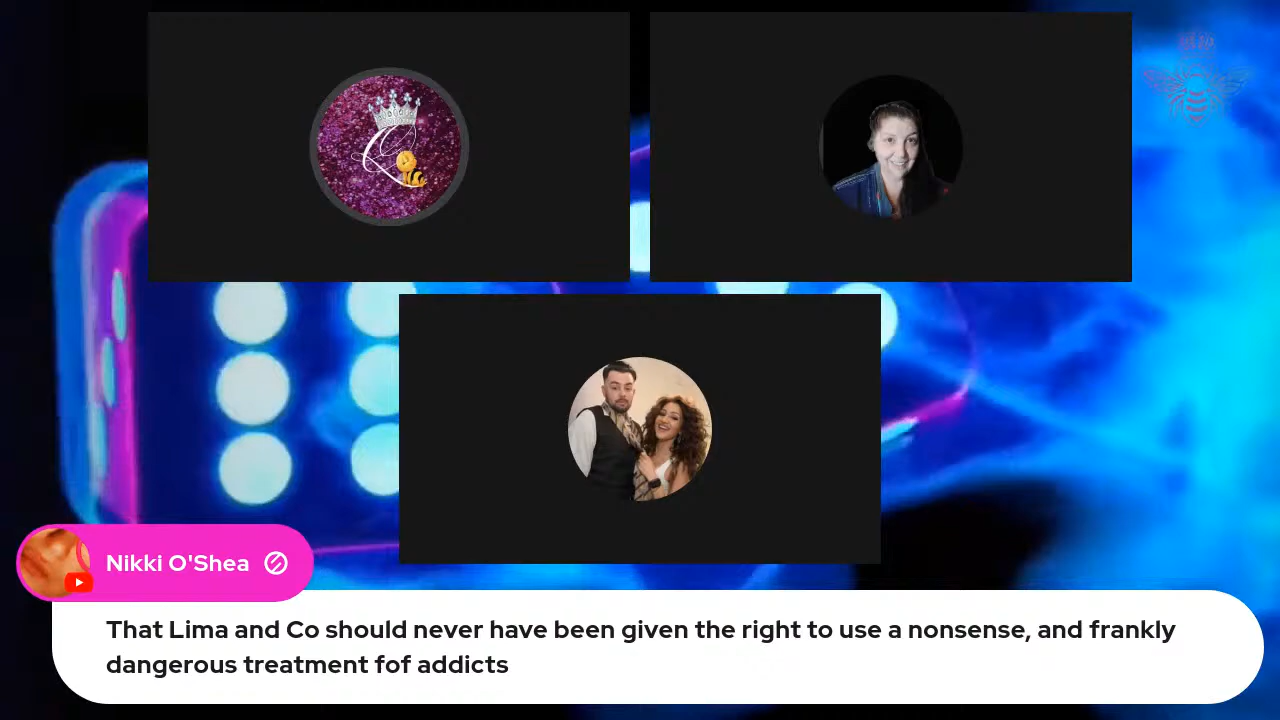 Nikki O'Shea
That Lima and Co should never have been given the right to use a nonsense, and frankly
dangerous treatment fof addicts